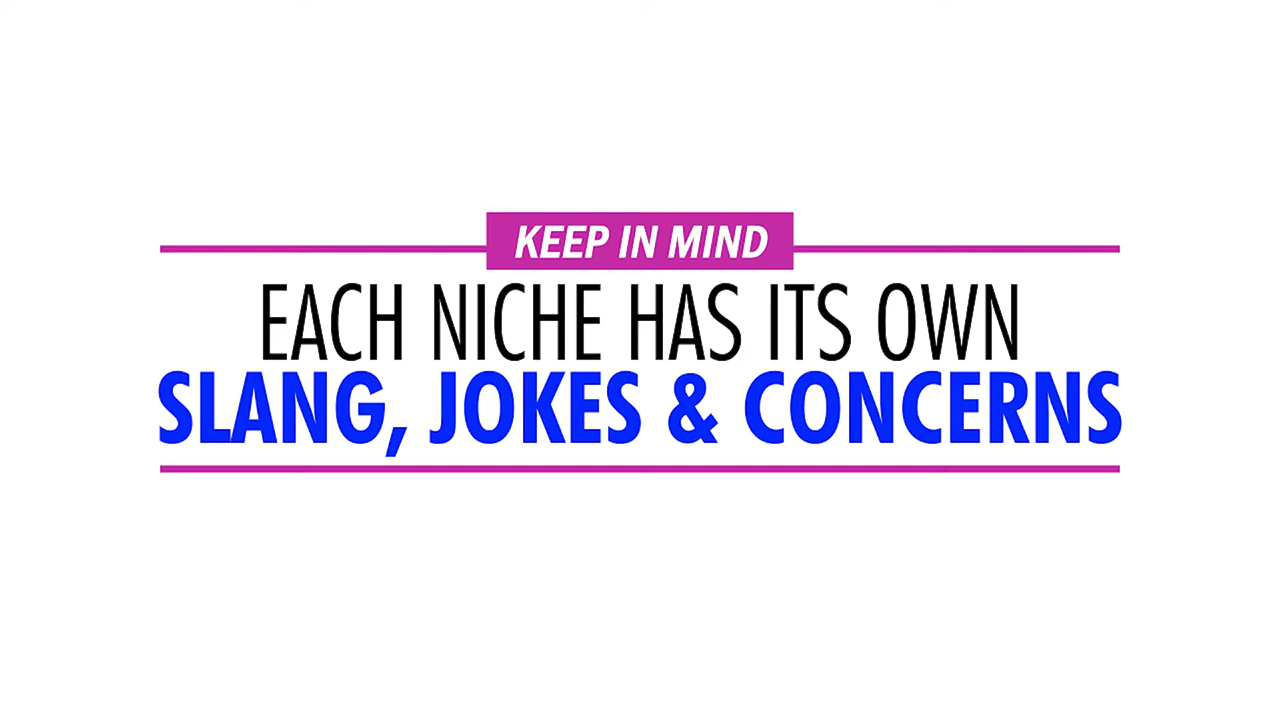 KEEP IN MIND
EACH NICHE HAS ITS OWN
SLANG, JOKES & CONCERNS